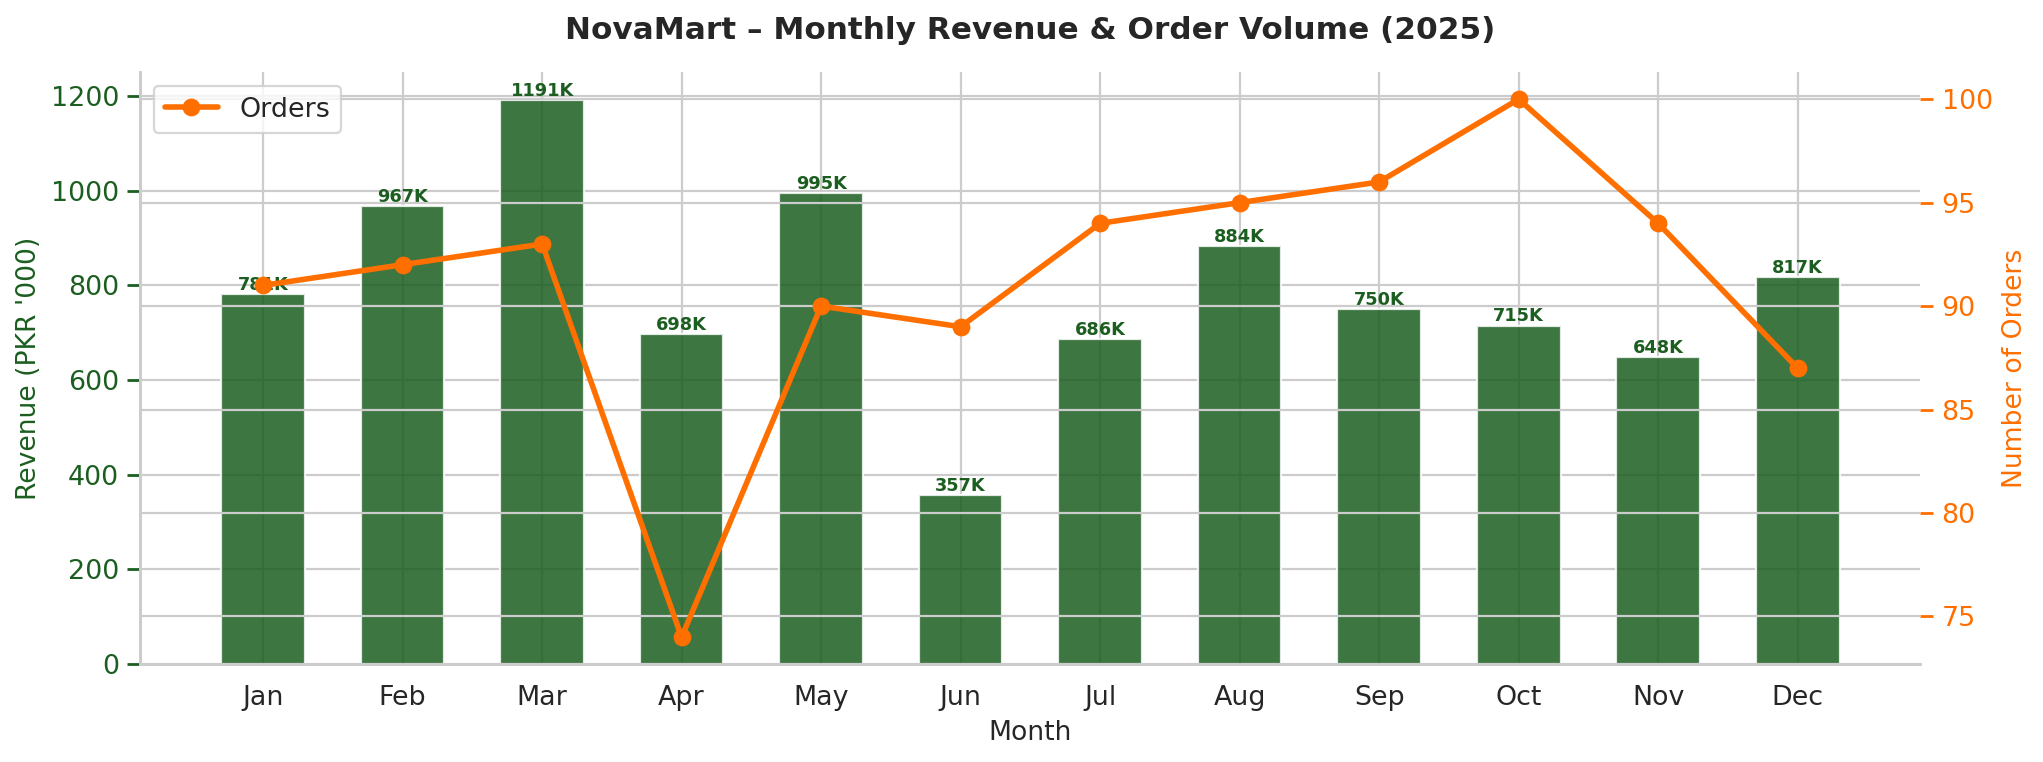 NovaMart – Monthly Revenue & Order Volume (2025)
Orders
Revenue (PKR '000)
1200
1000
800
600
400
200
0
967K
1191K
698K
995K
357K
686K
884K
750K
715K
648K
817K
100
95
90
85
80
75
Number of Orders
Jan Feb Mar Apr May Jun Jul Aug Sep Oct Nov Dec
Month